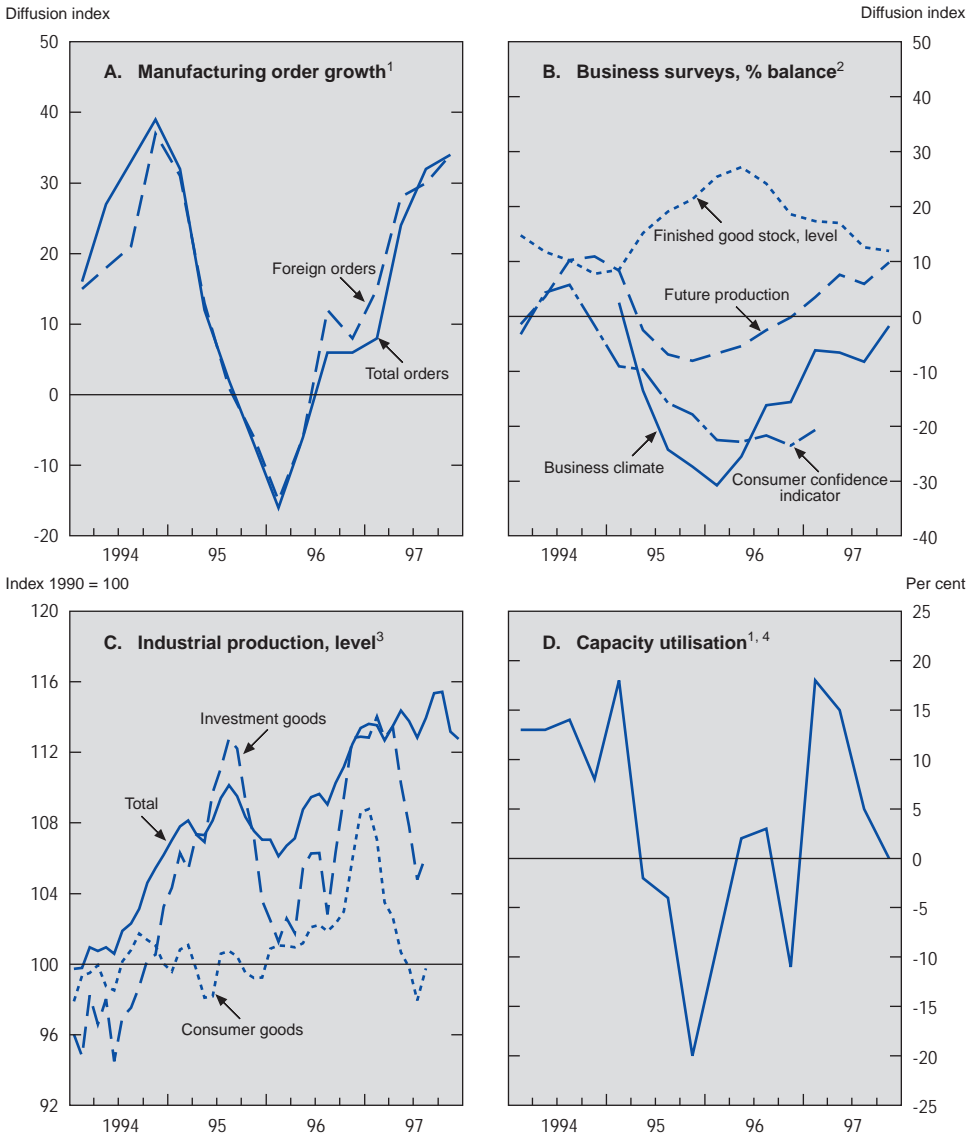 Diffusion index
Diffusion index
A. Manufacturing order growth¹
50
40
30
20
10
0
-10
-20
Foreign orders
Total orders
1994 95 96 97
B. Business surveys, % balance²
50
40
30
20
10
0
-10
-20
-30
-40
Finished good stock, level
Future production
Business climate
Consumer confidence
indicator
1994 95 96 97
Index 1990 = 100
Per cent
C. Industrial production, level³
120
116
112
108
104
100
96
92
Investment goods
Total
Consumer goods
1994 95 96 97
D. Capacity utilisation¹, ⁴
25
20
15
10
5
0
-5
-10
-15
-20
-25
1994 95 96 97